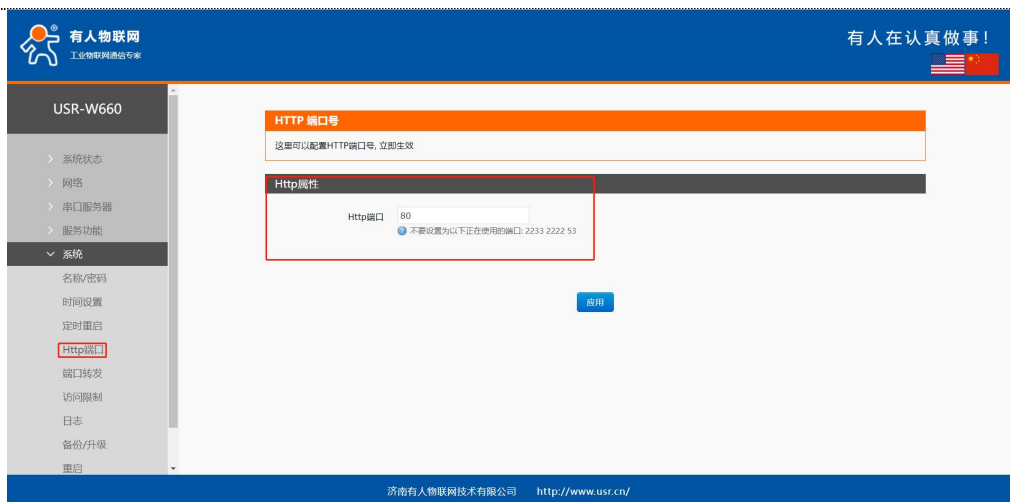 有人物联网
工业物联网通信专家
有人在认真做事!
USR-W660
系统状态
网络
串口服务器
服务功能
系统
名称/密码
时间设置
定时重启
Http端口
端口转发
访问限制
日志
备份/升级
重启
HTTP 端口号
这里可以配置HTTP端口号, 立即生效
Http属性
Http端口 80
不要设置为以下正在使用的端口: 2233 2222 53
应用
济南有人物联网技术有限公司 http://www.usr.cn/